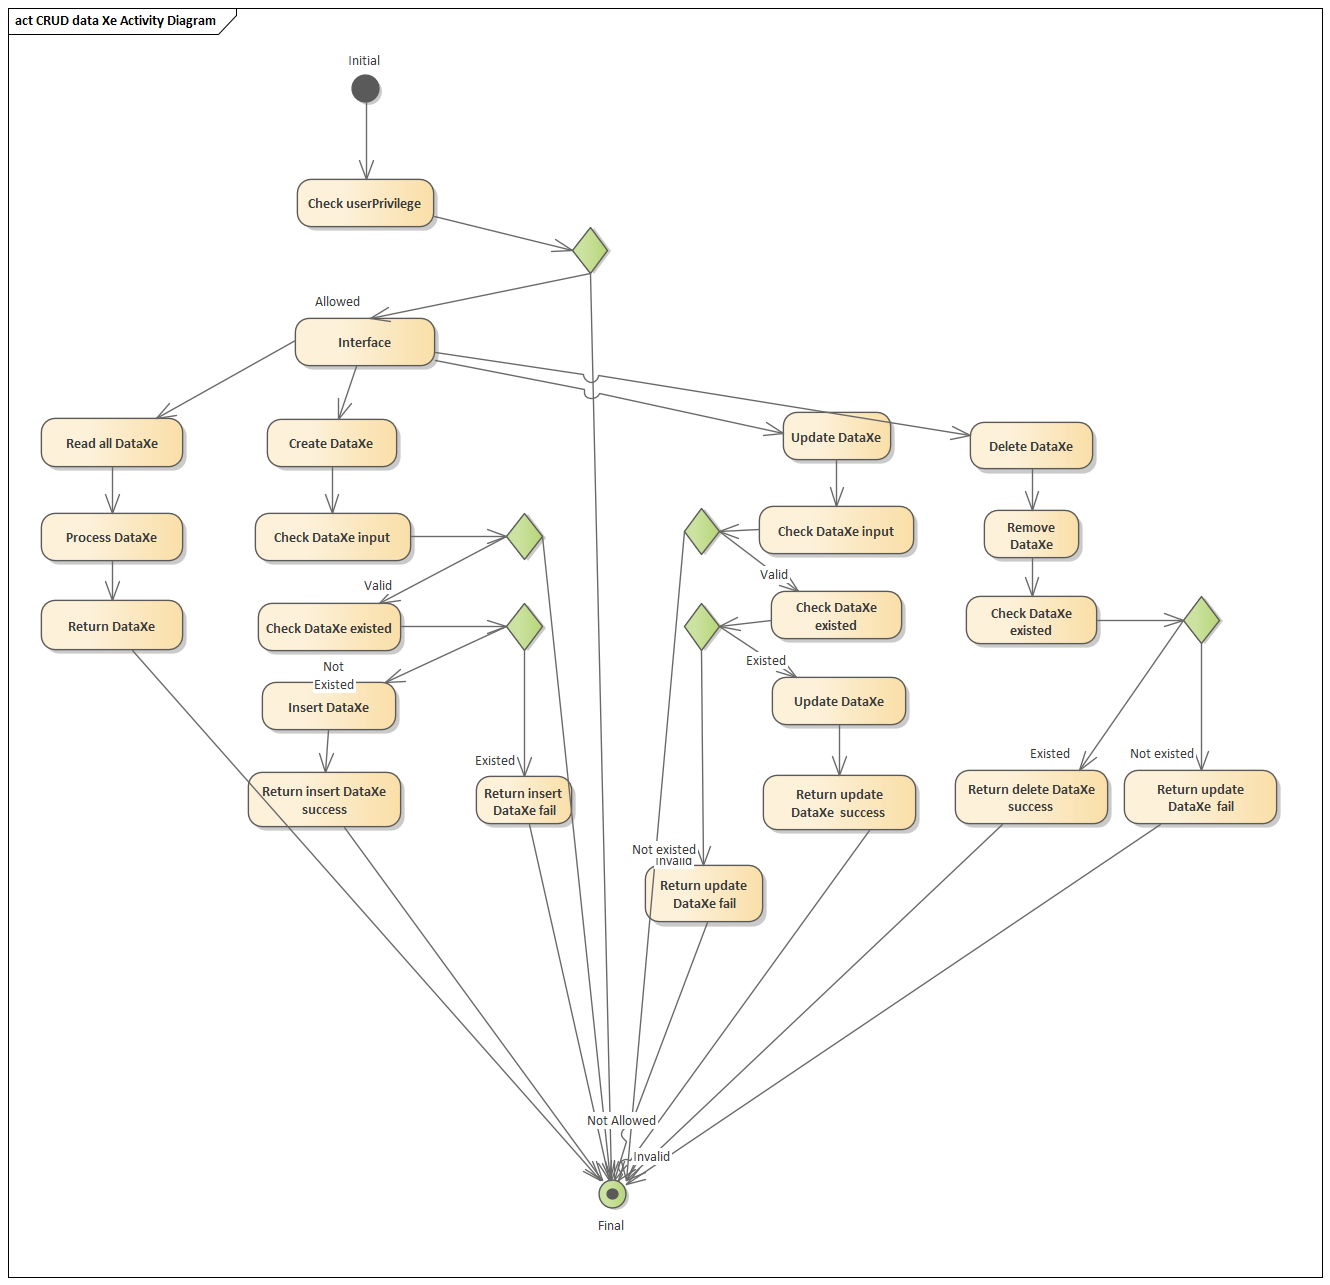 act CRUD data Xe Activity Diagram
Initial
Check userPrivilege
Allowed
Interface
Read all DataXe
Create DataXe
Update DataXe
Delete DataXe
Process DataXe
Check DataXe input
Check DataXe input
Remove
DataXe
Valid
Valid
Return DataXe
Check DataXe existed
Check DataXe
existed
Check DataXe
existed
Not
Existed
Existed
Insert DataXe
Update DataXe
Existed
Existed
Not existed
Return insert DataXe
success
Return insert
DataXe fail
Return update
DataXe  success
Return delete DataXe
success
Return update
DataXe  fail
Not existed
Invalid
Return update
DataXe fail
Not Allowed
Invalid
Final